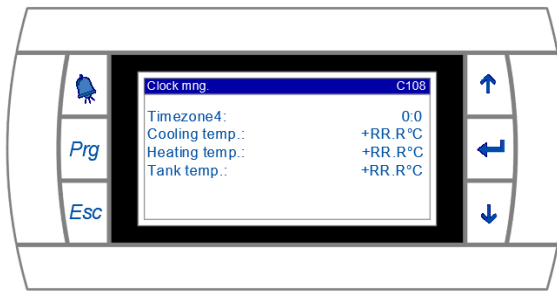 Clock mng. C108
Timezone4: 0:0
Cooling temp.: +RR.R°C
Prg
Heating temp.: +RR.R°C
Tank temp.: +RR.R°C
Esc